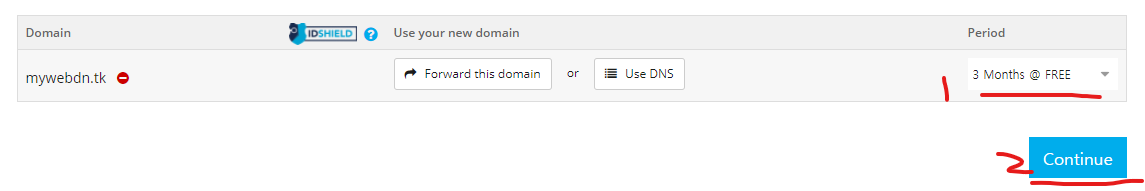 Domain IDSHIELD ? Use your new domain Period
mywebdn.tk Forward this domain or Use DNS 1 3 Months @ FREE
2 Continue